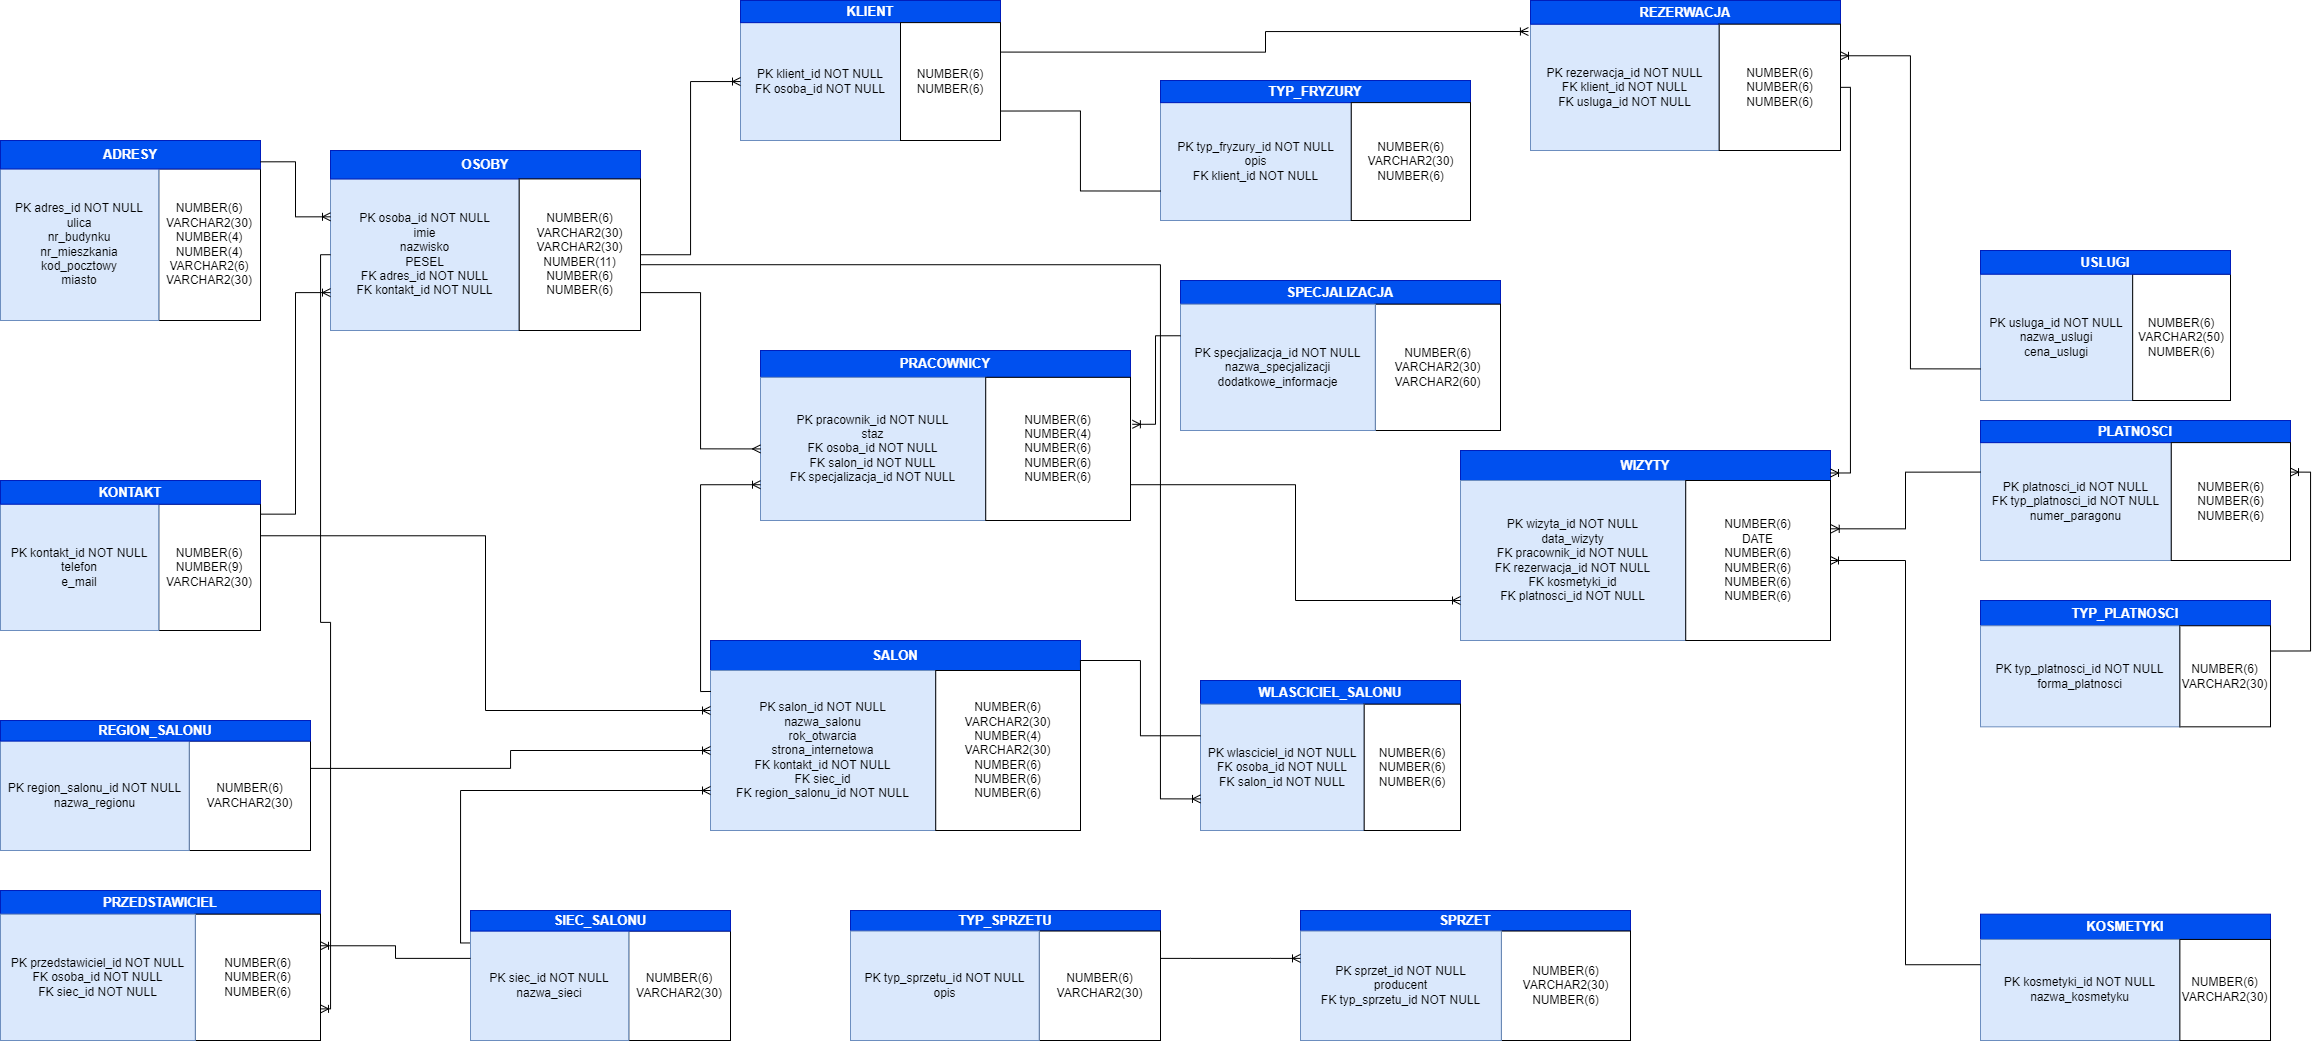 KLIENT
PK klient_id NOT NULL
FK osoba_id NOT NULL
NUMBER(6)
NUMBER(6)
REZERWACJA
PK rezerwacja_id NOT NULL
FK klient_id NOT NULL
FK usluga_id NOT NULL
NUMBER(6)
NUMBER(6)
NUMBER(6)
TYP_FRYZURY
PK typ_fryzury_id NOT NULL
opis
FK klient_id NOT NULL
NUMBER(6)
VARCHAR2(30)
NUMBER(6)
ADRESY
PK adres_id NOT NULL
ulica
nr_budynku
nr_mieszkania
kod_pocztowy
miasto
NUMBER(6)
VARCHAR2(30)
NUMBER(4)
NUMBER(4)
VARCHAR2(6)
VARCHAR2(30)
OSOBY
PK osoba_id NOT NULL
imie
nazwisko
PESEL
FK adres_id NOT NULL
FK kontakt_id NOT NULL
NUMBER(6)
VARCHAR2(30)
VARCHAR2(30)
NUMBER(11)
NUMBER(6)
NUMBER(6)
USLUGI
PK usluga_id NOT NULL
nazwa_uslugi
cena_uslugi
NUMBER(6)
VARCHAR2(50)
NUMBER(6)
SPECJALIZACJA
PK specjalizacja_id NOT NULL
nazwa_specjalizacji
dodatkowe_informacje
NUMBER(6)
VARCHAR2(30)
VARCHAR2(60)
PRACOWNICY
PK pracownik_id NOT NULL
staz
FK osoba_id NOT NULL
FK salon_id NOT NULL
FK specjalizacja_id NOT NULL
NUMBER(6)
NUMBER(4)
NUMBER(6)
NUMBER(6)
NUMBER(6)
PLATNOSCI
PK platnosci_id NOT NULL
FK typ_platnosci_id NOT NULL
numer_paragonu
NUMBER(6)
NUMBER(6)
NUMBER(6)
WIZYTY
PK wizyta_id NOT NULL
data_wizyty
FK pracownik_id NOT NULL
FK rezerwacja_id NOT NULL
FK kosmetyki_id
FK platnosci_id NOT NULL
NUMBER(6)
DATE
NUMBER(6)
NUMBER(6)
NUMBER(6)
NUMBER(6)
KONTAKT
PK kontakt_id NOT NULL
telefon
e_mail
NUMBER(6)
NUMBER(9)
VARCHAR2(30)
TYP_PLATNOSCI
PK typ_platnosci_id NOT NULL
forma_platnosci
NUMBER(6)
VARCHAR2(30)
SALON
PK salon_id NOT NULL
nazwa_salonu
rok_otwarcia
strona_internetowa
FK kontakt_id NOT NULL
FK siec_id
FK region_salonu_id NOT NULL
NUMBER(6)
VARCHAR2(30)
NUMBER(4)
VARCHAR2(30)
NUMBER(6)
NUMBER(6)
NUMBER(6)
WLASCICIEL_SALONU
PK wlasciciel_id NOT NULL
FK osoba_id NOT NULL
FK salon_id NOT NULL
NUMBER(6)
NUMBER(6)
NUMBER(6)
REGION_SALONU
PK region_salonu_id NOT NULL
nazwa_regionu
NUMBER(6)
VARCHAR2(30)
PRZEDSTAWICIEL
PK przedstawiciel_id NOT NULL
FK osoba_id NOT NULL
FK siec_id NOT NULL
NUMBER(6)
NUMBER(6)
NUMBER(6)
SIEC_SALONU
PK siec_id NOT NULL
nazwa_sieci
NUMBER(6)
VARCHAR2(30)
TYP_SPRZETU
PK typ_sprzetu_id NOT NULL
opis
NUMBER(6)
VARCHAR2(30)
SPRZET
PK sprzet_id NOT NULL
producent
FK typ_sprzetu_id NOT NULL
NUMBER(6)
VARCHAR2(30)
NUMBER(6)
KOSMETYKI
PK kosmetyki_id NOT NULL
nazwa_kosmetyku
NUMBER(6)
VARCHAR2(30)